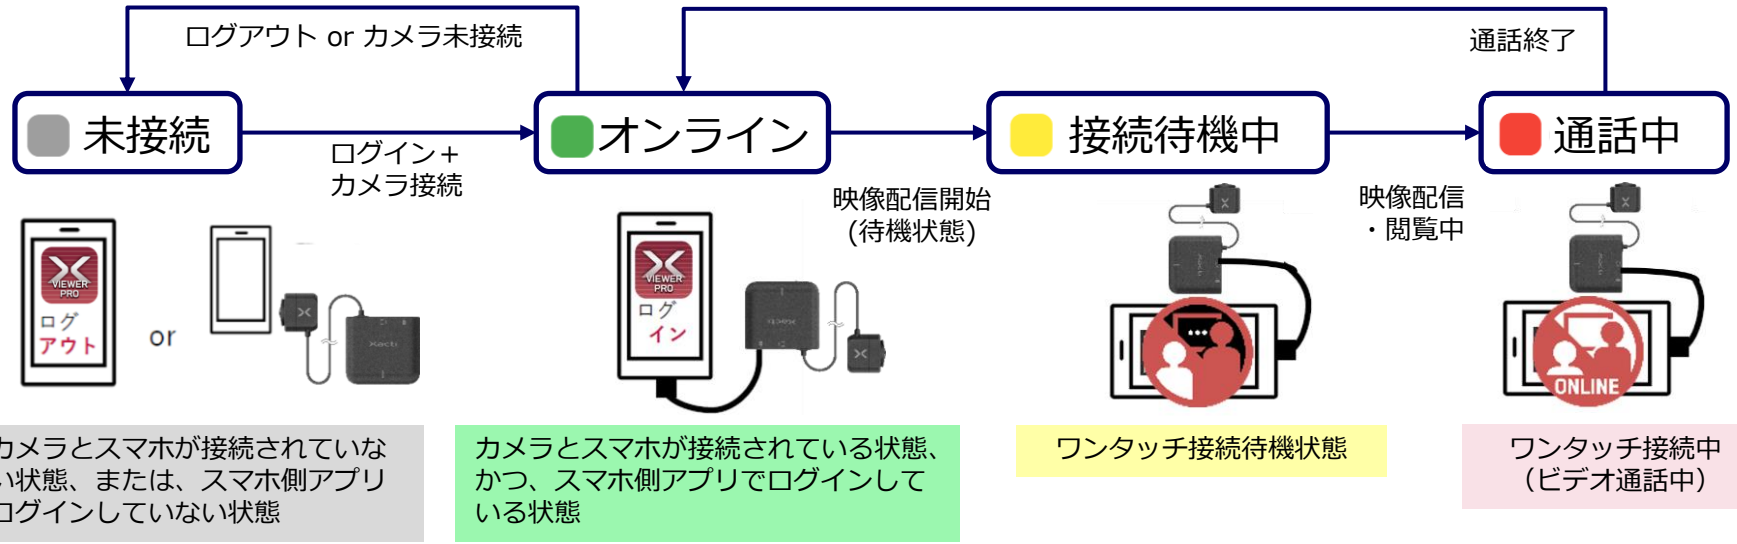 ログアウト or カメラ未接続
通話終了
未接続
オンライン
接続待機中
通話中
ログイン＋
カメラ接続
映像配信開始
(待機状態)
映像配信
・閲覧中
VIEWER
PRO
ログ
アウト
or
Xacti
VIEWER
PRO
ログ
イン
Xacti
ONLINE
カメラとスマホが接続されていな
い状態、または、スマホ側アプリ
ログインしていない状態
カメラとスマホが接続されている状態、
かつ、スマホ側アプリでログインして
いる状態
ワンタッチ接続待機状態
ワンタッチ接続中
（ビデオ通話中）